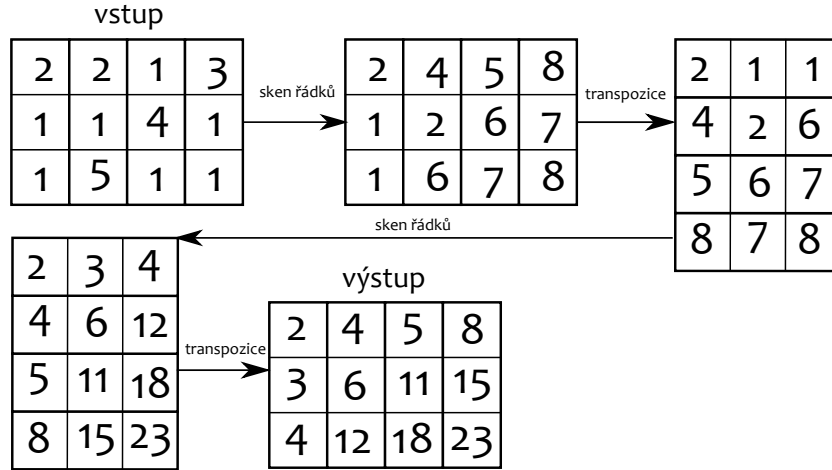 vstup
2 2 1 3
1 1 4 1
1 5 1 1
sken řádků
2 4 5 8
1 2 6 7
1 6 7 8
transpozice
2 1 1
4 2 6
5 6 7
8 7 8
sken řádků
2 3 4
4 6 12
5 11 18
8 15 23
transpozice
výstup
2 4 5 8
3 6 11 15
4 12 18 23